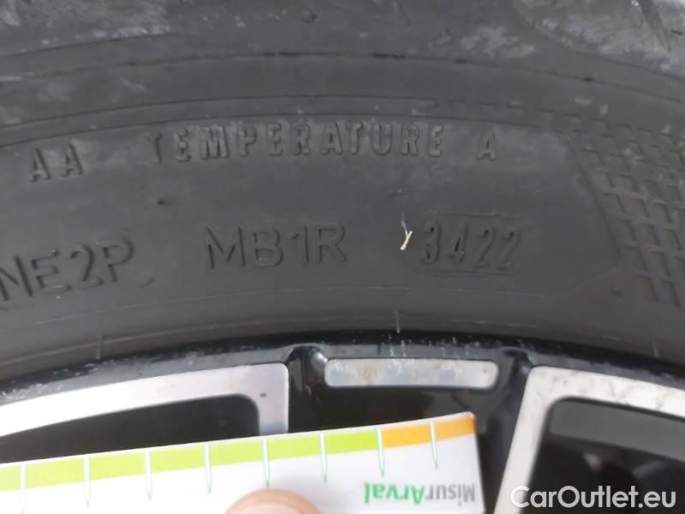 AA TEMPERATURE A
NE2P MB1R 3422
MisurArval
CarOutlet.eu